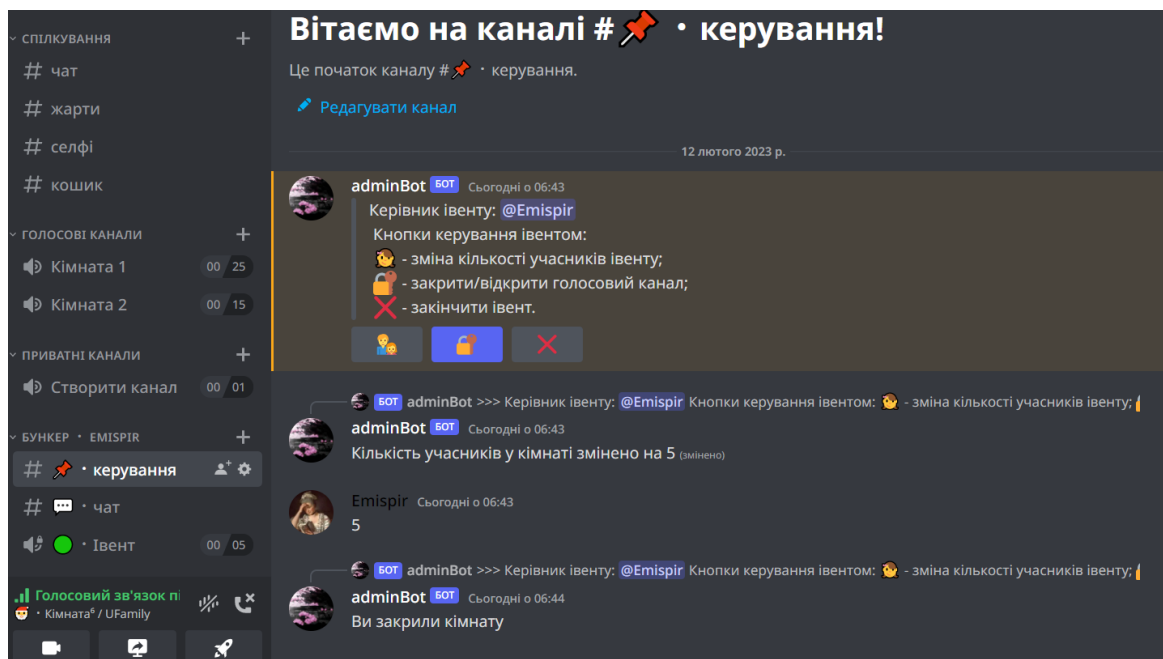 СПІЛКУВАННЯ
# чат
# жарти
# селфі
# кошик
ГОЛОСОВІ КАНАЛИ
Кімната 1 00 25
Кімната 2 00 15
ПРИВАТНІ КАНАЛИ
Створити канал 00 01
БУНКЕР · EMISPIR
# 📌 · керування
# 💬 · чат
🟢 · Івент 00 05
Голосовий зв'язок пі
🎅 · Кімната⁶ / UFamily
Вітаємо на каналі #📌 · керування!
Це початок каналу #📌 · керування.
Редагувати канал
12 лютого 2023 р.
adminBot БОТ Сьогодні о 06:43
Керівник івенту: @Emispir
Кнопки керування івентом:
- зміна кількості учасників івенту;
- закрити/відкрити голосовий канал;
- закінчити івент.
БОТ adminBot >>> Керівник івенту: @Emispir Кнопки керування івентом: - зміна кількості учасників івенту;
adminBot БОТ Сьогодні о 06:43
Кількість учасників у кімнаті змінено на 5 (змінено)
Emispir Сьогодні о 06:43
5
БОТ adminBot >>> Керівник івенту: @Emispir Кнопки керування івентом: - зміна кількості учасників івенту;
adminBot БОТ Сьогодні о 06:44
Ви закрили кімнату